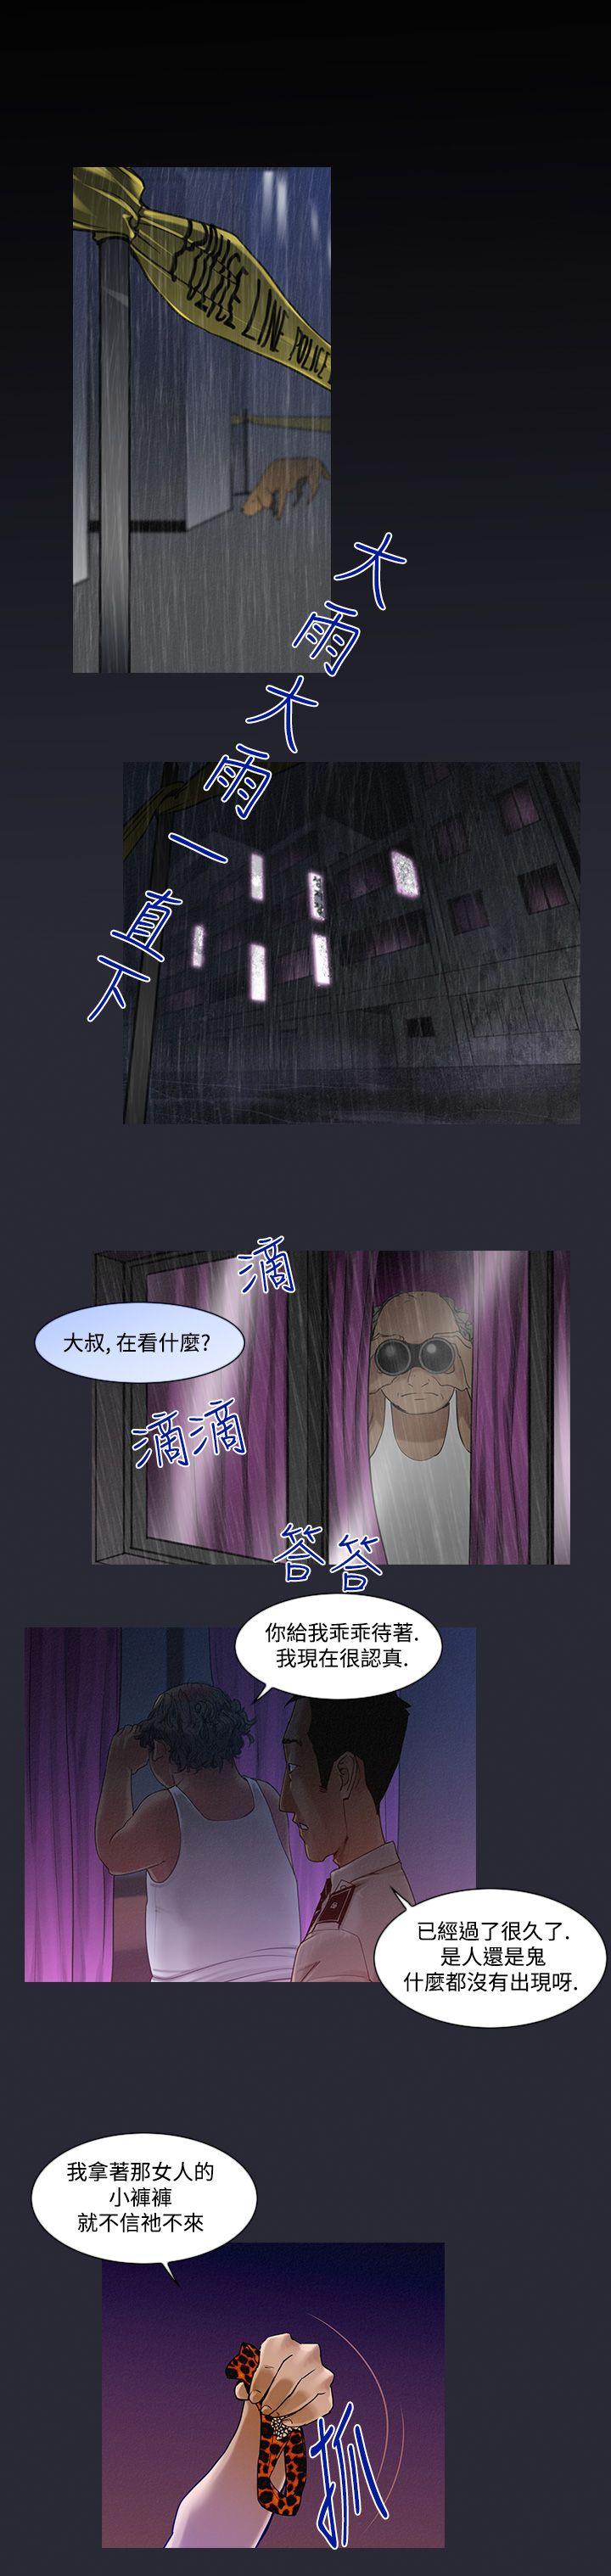 POLICE LINE POLICE
大雨大雨一直下
滴
大叔, 在看什麼?
滴滴
答答
你給我乖乖待著.
我現在很認真.
已經過了很久了.
是人還是鬼
什麼都沒有出現呀.
我拿著那女人的
小褲褲
就不信祂不來
抓